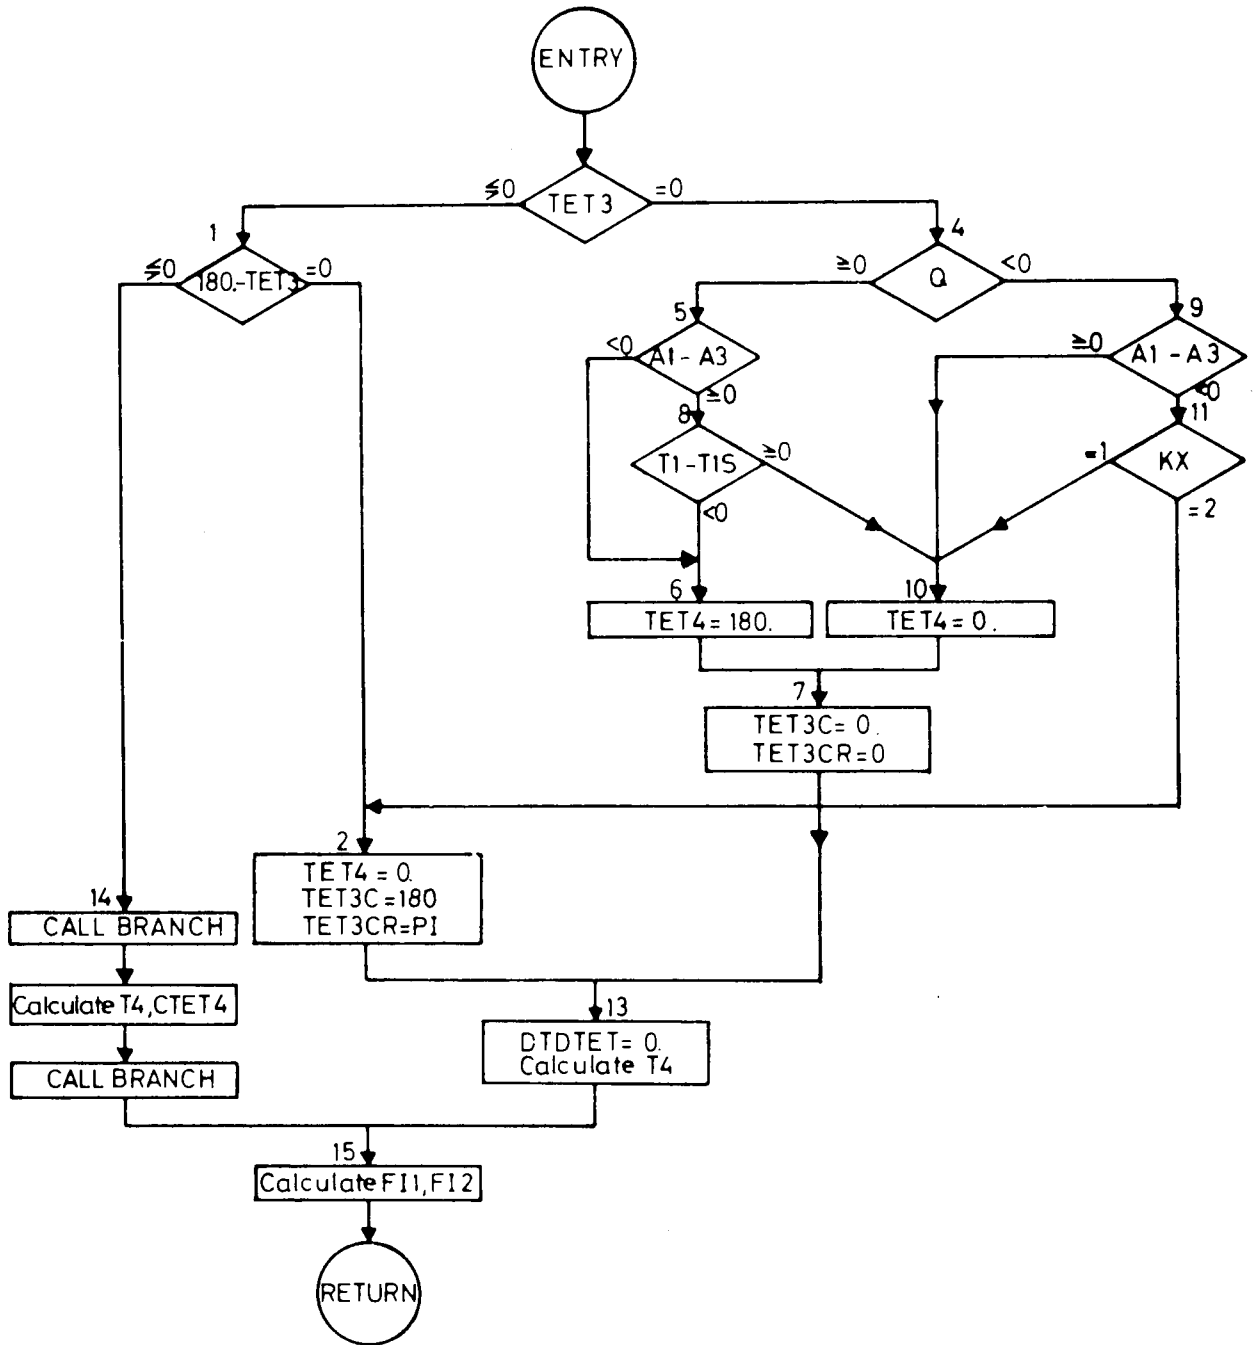 ENTRY
≶0
TET3
=0
1
4
≶0
180.-TET3
=0
≥0
Q
<0
5
9
<0
A1-A3
≥0
A1-A3
≥0
<0
8
11
T1-T1S
≥0
=1
KX
<0
=2
6
10
TET4=180.
TET4=0.
7
TET3C=0.
TET3CR=0
2
TET4=0.
TET3C=180
TET3CR=PI
14
CALL BRANCH
Calculate T4,CTET4
13
DTDTET=0.
Calculate T4
CALL BRANCH
15
Calculate FI1,FI2
RETURN